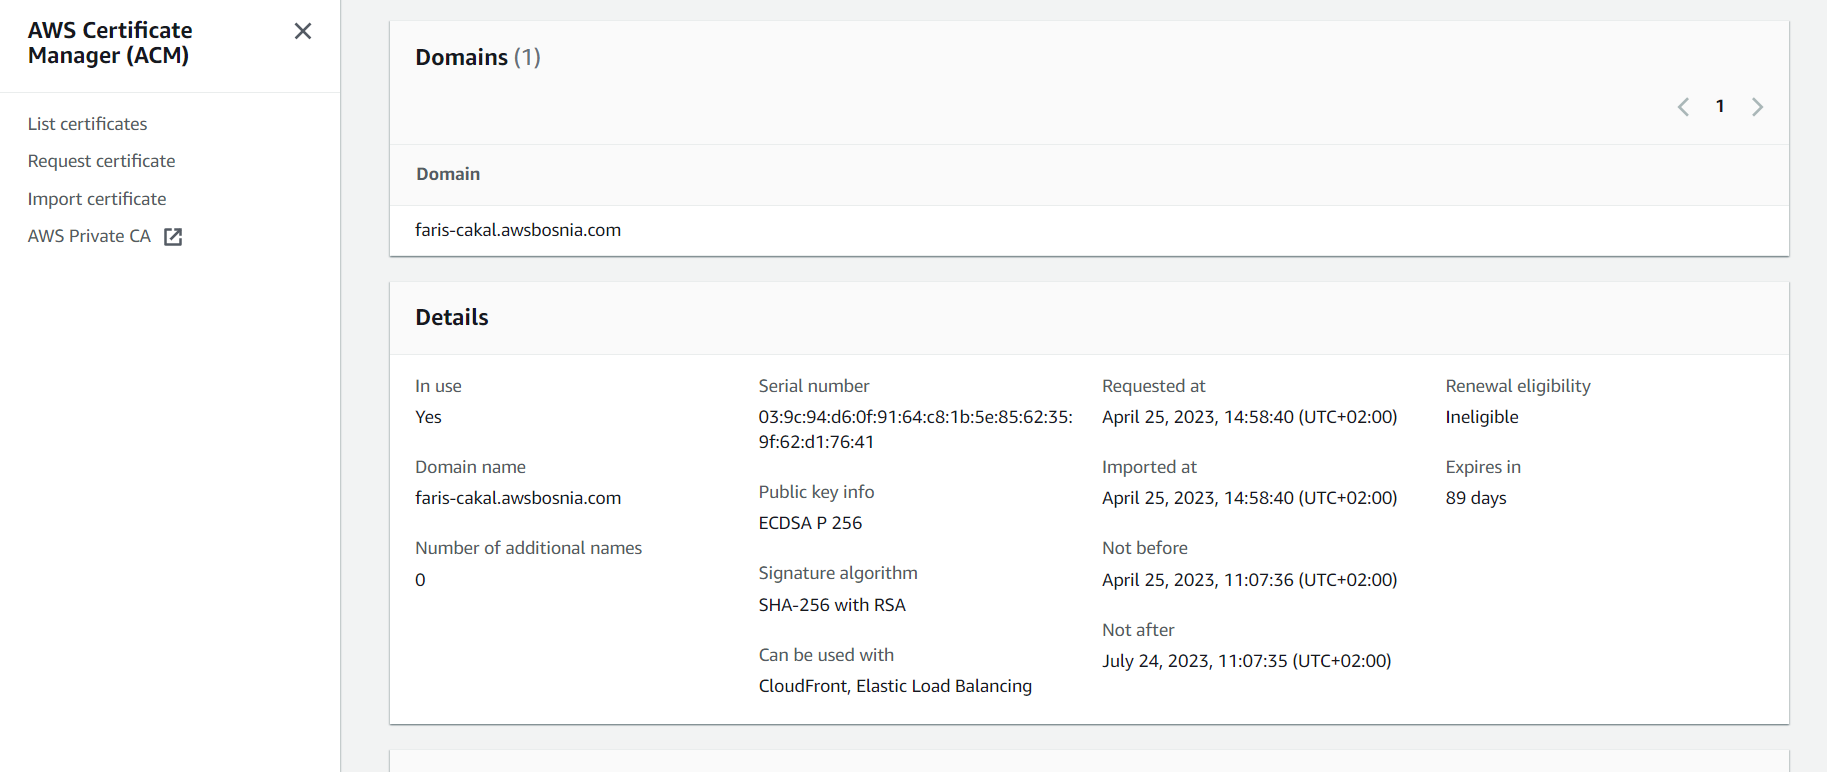 AWS Certificate
Manager (ACM)
List certificates
Request certificate
Import certificate
AWS Private CA
Domains (1)
1
Domain
faris-cakal.awsbosnia.com
Details
In use
Yes
Domain name
faris-cakal.awsbosnia.com
Number of additional names
0
Serial number
03:9c:94:d6:0f:91:64:c8:1b:5e:85:62:35:
9f:62:d1:76:41
Public key info
ECDSA P 256
Signature algorithm
SHA-256 with RSA
Can be used with
CloudFront, Elastic Load Balancing
Requested at
April 25, 2023, 14:58:40 (UTC+02:00)
Imported at
April 25, 2023, 14:58:40 (UTC+02:00)
Not before
April 25, 2023, 11:07:36 (UTC+02:00)
Not after
July 24, 2023, 11:07:35 (UTC+02:00)
Renewal eligibility
Ineligible
Expires in
89 days